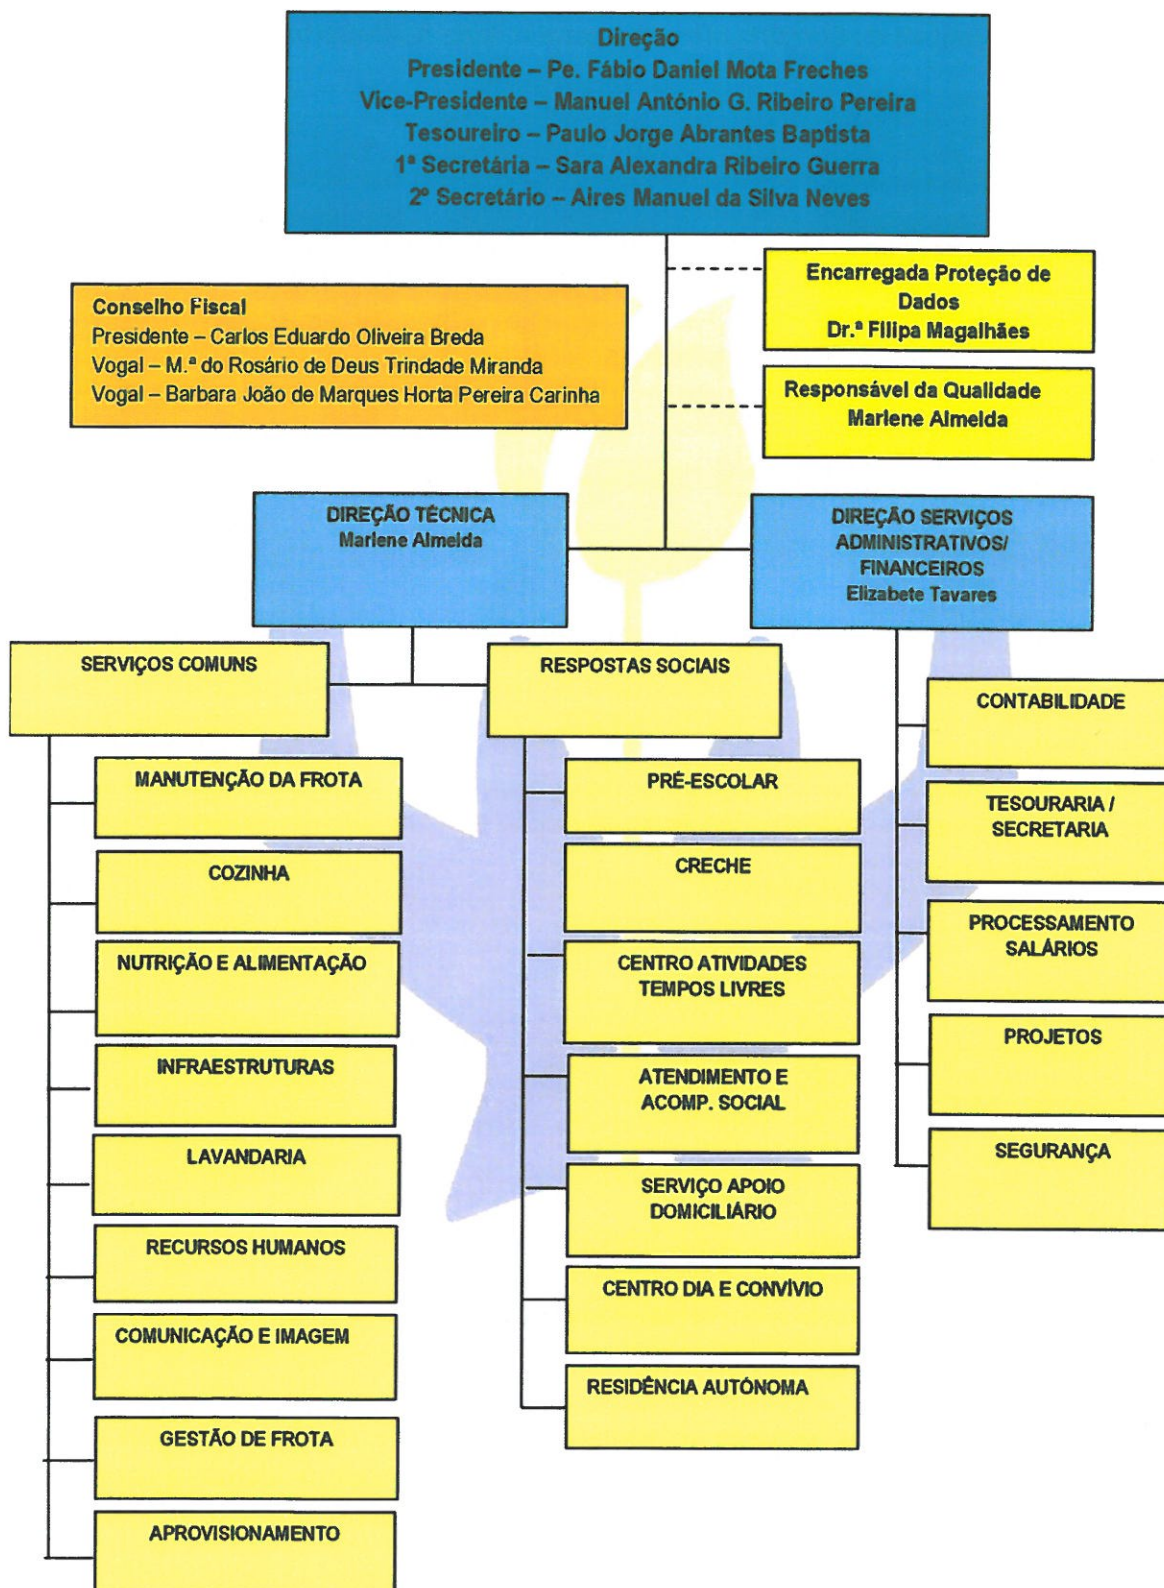 Direção
Presidente – Pe. Fábio Daniel Mota Freches
Vice-Presidente – Manuel António G. Ribeiro Pereira
Tesoureiro – Paulo Jorge Abrantes Baptista
1ª Secretária – Sara Alexandra Ribeiro Guerra
2º Secretário – Aires Manuel da Silva Neves
Encarregada Proteção de
Dados
Dr.ª Filipa Magalhães
Conselho Fiscal
Presidente – Carlos Eduardo Oliveira Breda
Vogal – M.ª do Rosário de Deus Trindade Miranda
Vogal – Barbara João de Marques Horta Pereira Carinha
Responsável da Qualidade
Marlene Almeida
DIREÇÃO TÉCNICA
Marlene Almeida
DIREÇÃO SERVIÇOS
ADMINISTRATIVOS/
FINANCEIROS
Elizabete Tavares
SERVIÇOS COMUNS
MANUTENÇÃO DA FROTA
COZINHA
NUTRIÇÃO E ALIMENTAÇÃO
INFRAESTRUTURAS
LAVANDARIA
RECURSOS HUMANOS
COMUNICAÇÃO E IMAGEM
GESTÃO DE FROTA
APROVISIONAMENTO
RESPOSTAS SOCIAIS
PRÉ-ESCOLAR
CRECHE
CENTRO ATIVIDADES
TEMPOS LIVRES
ATENDIMENTO E
ACOMP. SOCIAL
SERVIÇO APOIO
DOMICILIÁRIO
CENTRO DIA E CONVÍVIO
RESIDÊNCIA AUTÓNOMA
CONTABILIDADE
TESOURARIA /
SECRETARIA
PROCESSAMENTO
SALÁRIOS
PROJETOS
SEGURANÇA